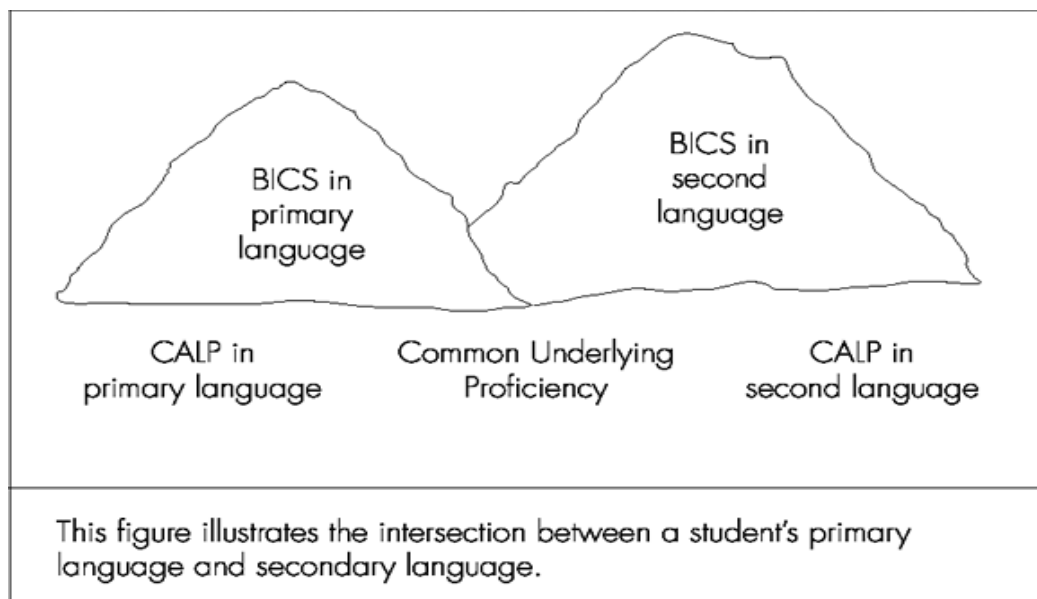 BICS in
primary
language
BICS in
second
language
CALP in
primary language
Common Underlying
Proficiency
CALP in
second language
This figure illustrates the intersection between a student's primary
language and secondary language.